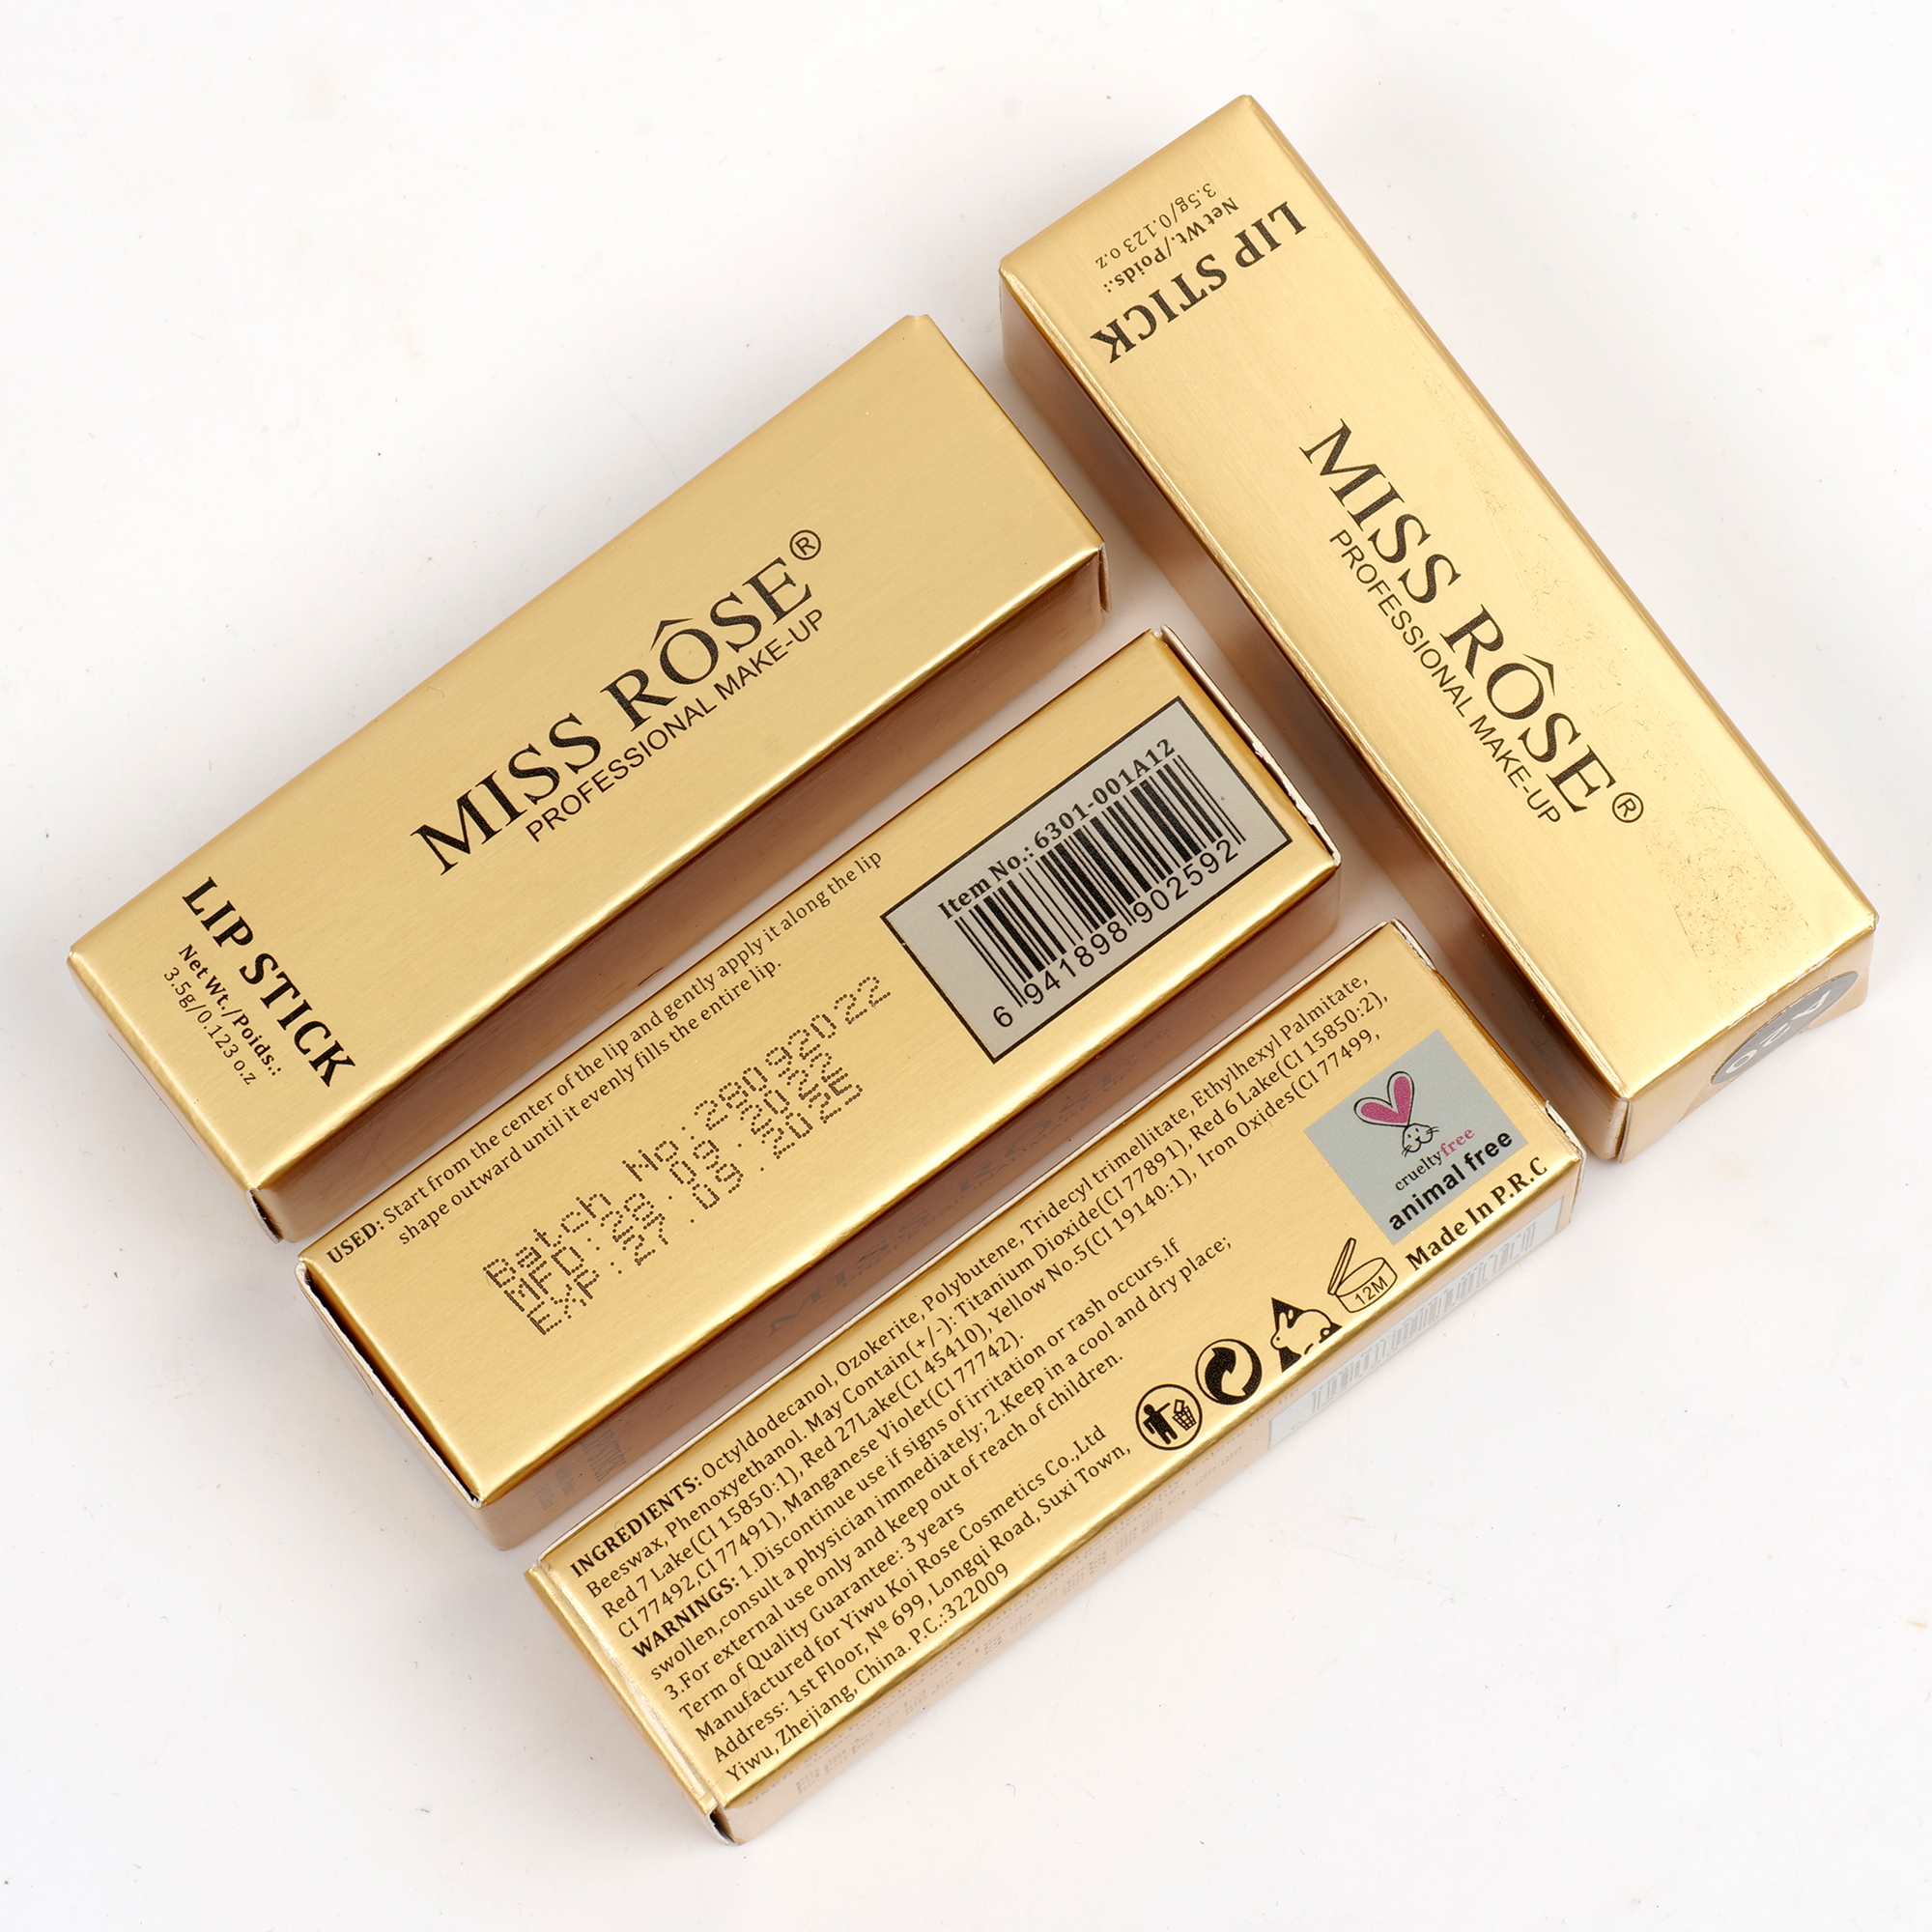 MISS RÔSE®
PROFESSIONAL MAKE-UP
LIPSTICK
Net Wt./Poids.:
3.5g/0.123 o.z
LIPSTICK
Net Wt./Poids.:
3.5g/0.123 o.z
MISS RÔSE®
PROFESSIONAL MAKE-UP
USED: Start from the center of the lip and gently apply it along the lip
shape outward until it evenly fills the entire lip.
Batch No:28092022
MFD:28.09.2022
EXP:27.09.2025
Item No.: 6301-001A12
6 941898 902592
INGREDIENTS: Octyldodecanol, Ozokerite, Polybutene, Tridecyl trimellitate, Ethylhexyl Palmitate,
Beeswax, Phenoxyethanol. May Contain(+/-): Titanium Dioxide(CI 77891), Red 6 Lake(CI 15850:2),
Red 7 Lake(CI 15850:1), Red 27Lake(CI 45410), Yellow No.5(CI 19140:1), Iron Oxides(CI 77499,
CI 77492,CI 77491), Manganese Violet(CI 77742).
WARNINGS: 1.Discontinue use if signs of irritation or rash occurs.If
swollen,consult a physician immediately; 2.Keep in a cool and dry place;
3.For external use only and keep out of reach of children.
Term of Quality Guarantee: 3 years
Manufactured for Yiwu Koi Rose Cosmetics Co.,Ltd
Address: 1st Floor, Nº 699, Longqi Road, Suxi Town,
Yiwu, Zhejiang, China. P.C.:322009
crueltyfree
animal free
12M
Made In P.R.C